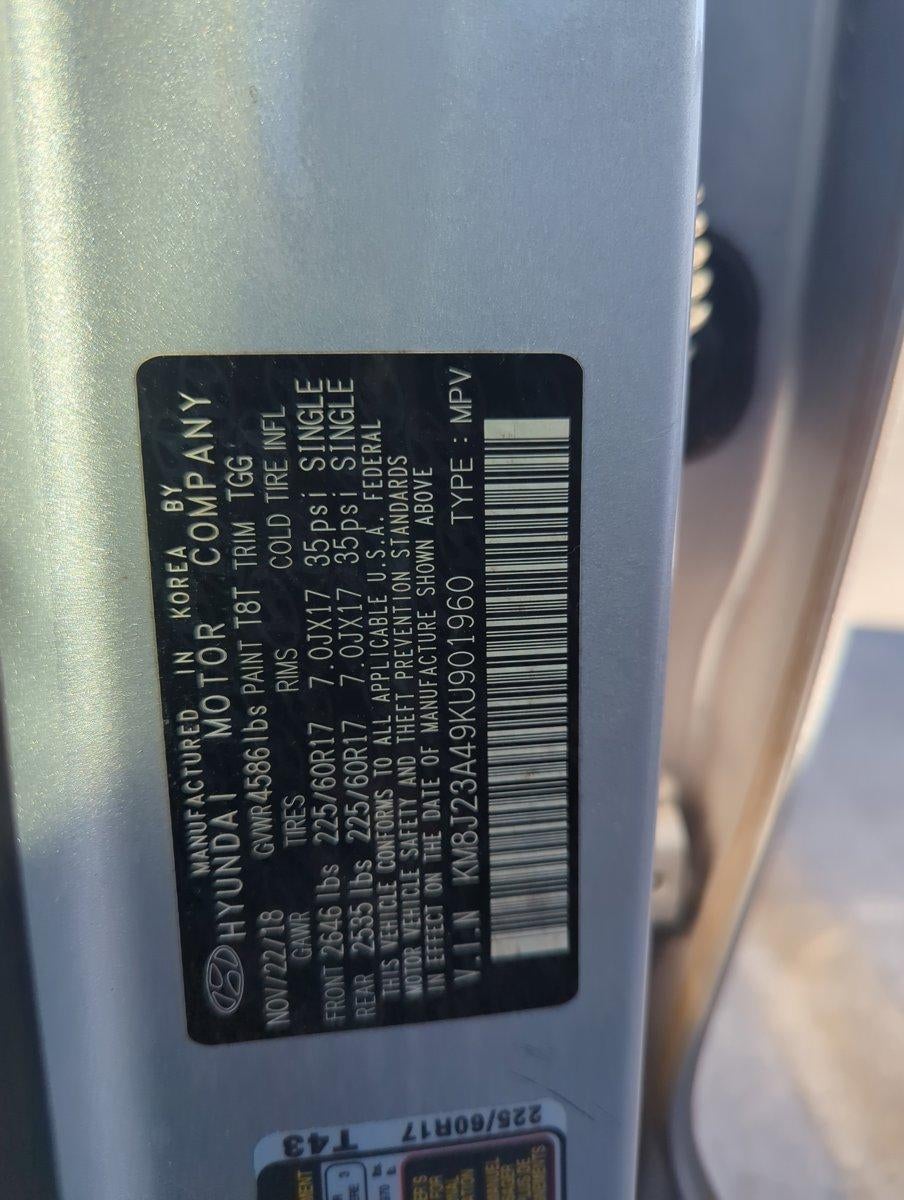 MANUFACTURED IN KOREA BY
HYUNDAI MOTOR COMPANY
NOV/22/18 GVWR 4586 lbs PAINT T8T TRIM TGG
GAWR TIRES RIMS COLD TIRE INFL
FRONT 2646 lbs 225/60R17 7.0JX17 35psi SINGLE
REAR 2535 lbs 225/60R17 7.0JX17 35psi SINGLE
THIS VEHICLE CONFORMS TO ALL APPLICABLE U.S.A. FEDERAL
MOTOR VEHICLE SAFETY AND THEFT PREVENTION STANDARDS
IN EFFECT ON THE DATE OF MANUFACTURE SHOWN ABOVE
V.I.N KM8J23A49KU901960 TYPE : MPV
T43
225/60R17